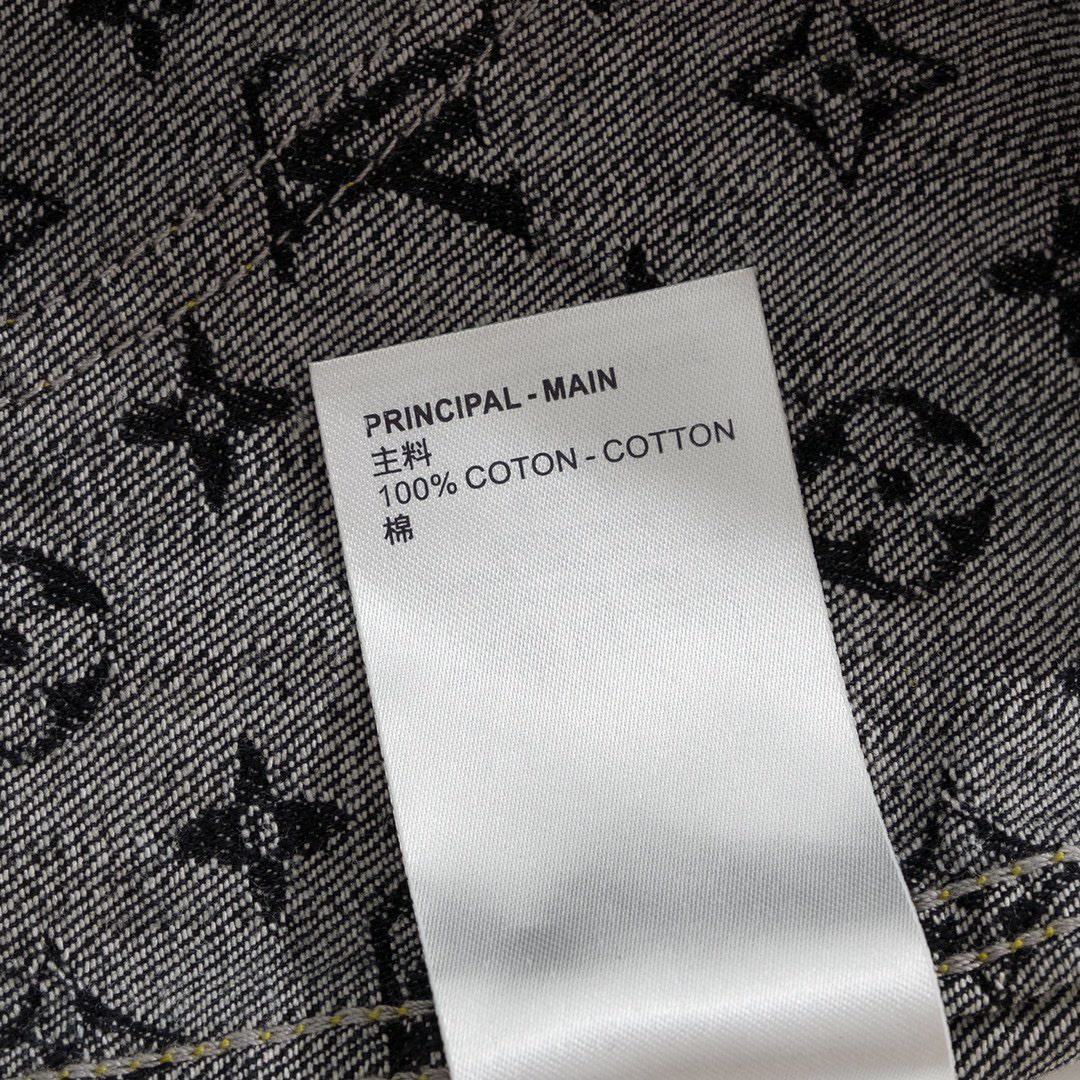 PRINCIPAL - MAIN
主料
100% COTON - COTTON
棉